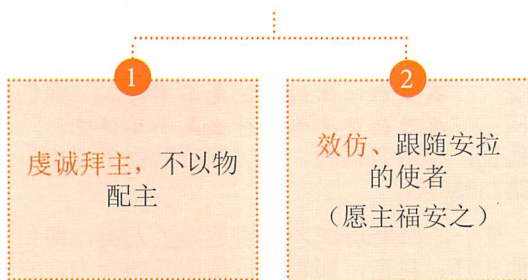 1
虔诚拜主，不以物
配主
2
效仿、跟随安拉
的使者
（愿主福安之）